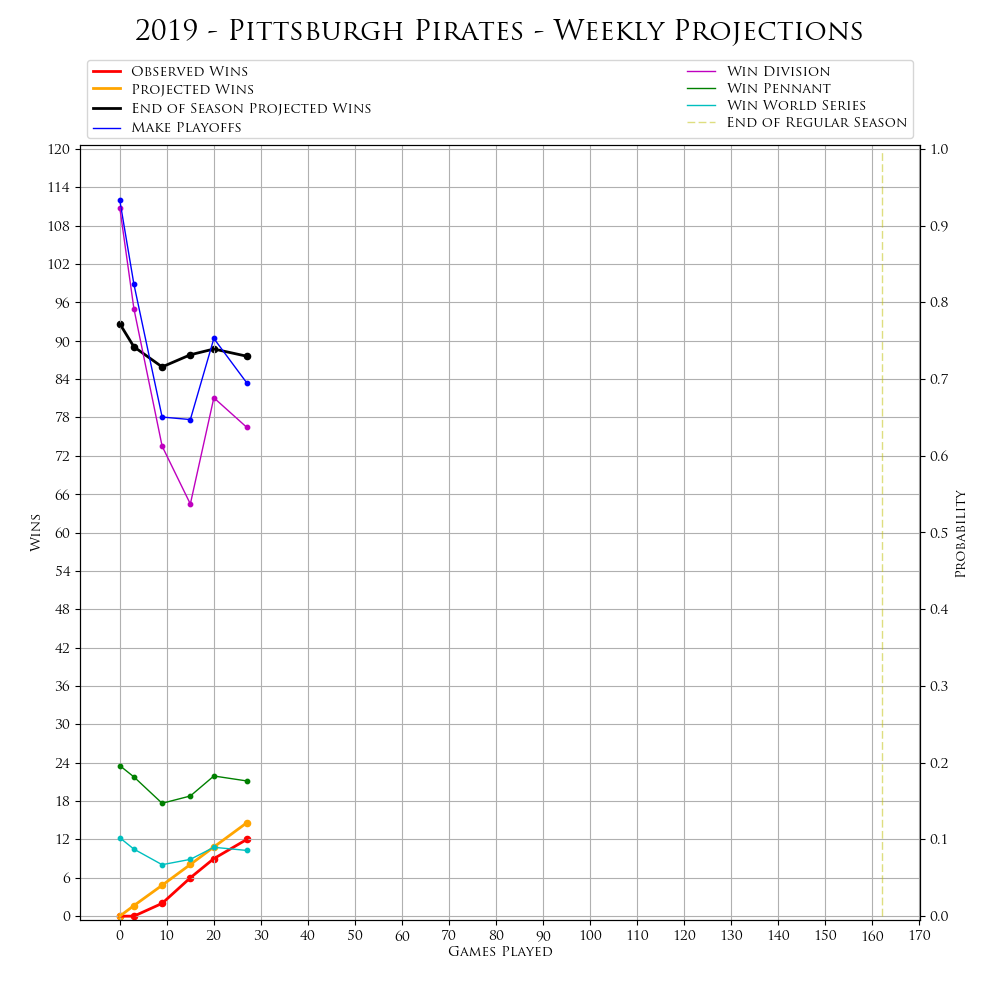 2019 - Pittsburgh Pirates - Weekly Projections
Observed Wins
Projected Wins
End of Season Projected Wins
Make Playoffs
Win Division
Win Pennant
Win World Series
End of Regular Season
120
114
108
102
96
90
84
78
72
66
60
54
48
42
36
30
24
18
12
6
0
Wins
1.0
0.9
0.8
0.7
0.6
0.5
0.4
0.3
0.2
0.1
0.0
Probability
0 10 20 30 40 50 60 70 80 90 100 110 120 130 140 150 160 170
Games Played